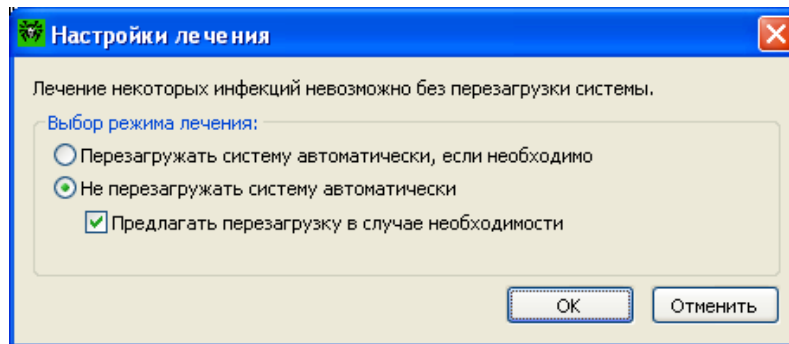 Настройки лечения
Лечение некоторых инфекций невозможно без перезагрузки системы.
Выбор режима лечения:
Перезагружать систему автоматически, если необходимо
Не перезагружать систему автоматически
Предлагать перезагрузку в случае необходимости
OK
Отменить